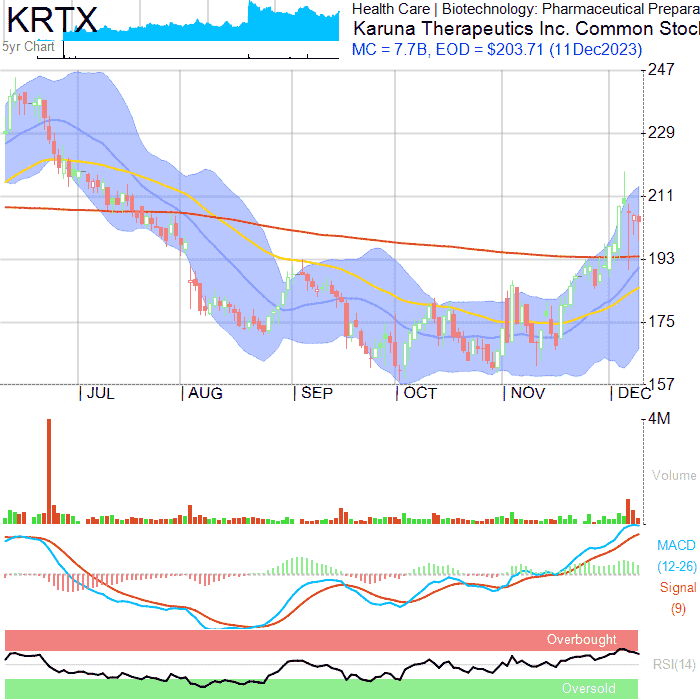 KRTX
5yr Chart
Health Care | Biotechnology: Pharmaceutical Prepara
Karuna Therapeutics Inc. Common Stoc
MC = 7.7B, EOD = $203.71 (11Dec2023)
247
229
211
193
175
157
JUL AUG SEP OCT NOV DEC
4M
Volume
MACD
(12-26)
Signal
(9)
Overbought
RSI(14)
Oversold